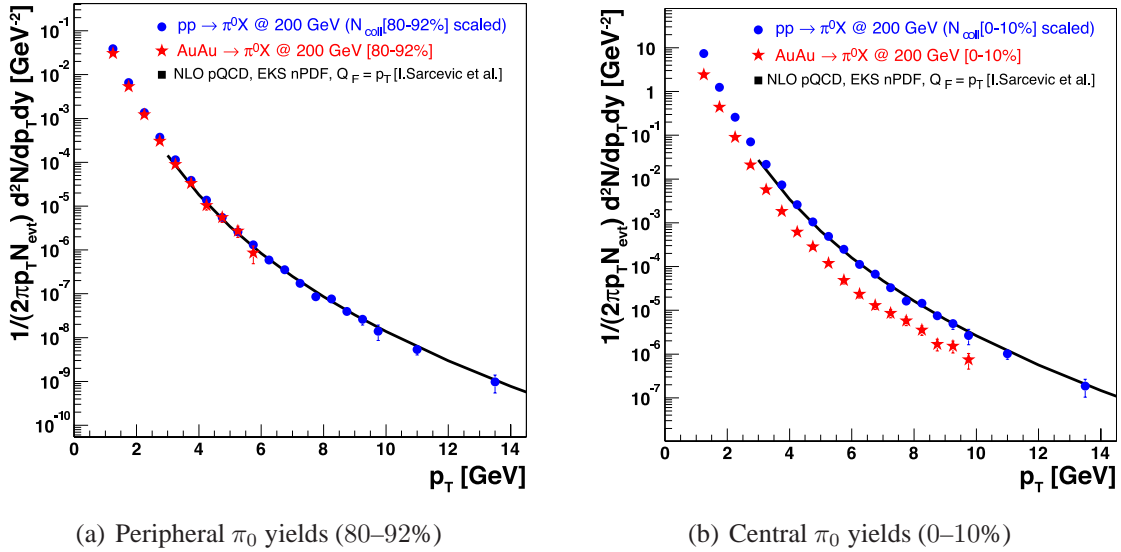 pp → π⁰X @ 200 GeV (N_coll[80-92%] scaled)
AuAu → π⁰X @ 200 GeV [80-92%]
NLO pQCD, EKS nPDF, Q_F = p_T [I.Sarcevic et al.]
1/(2πp_T N_evt) d²N/dp_T dy [GeV⁻²]
10⁻¹
10⁻²
10⁻³
10⁻⁴
10⁻⁵
10⁻⁶
10⁻⁷
10⁻⁸
10⁻⁹
10⁻¹⁰
0 2 4 6 8 10 12 14
p_T [GeV]
(a) Peripheral π₀ yields (80–92%)
pp → π⁰X @ 200 GeV (N_coll[0-10%] scaled)
AuAu → π⁰X @ 200 GeV [0-10%]
NLO pQCD, EKS nPDF, Q_F = p_T [I.Sarcevic et al.]
1/(2πp_T N_evt) d²N/dp_T dy [GeV⁻²]
10
1
10⁻¹
10⁻²
10⁻³
10⁻⁴
10⁻⁵
10⁻⁶
10⁻⁷
0 2 4 6 8 10 12 14
p_T [GeV]
(b) Central π₀ yields (0–10%)